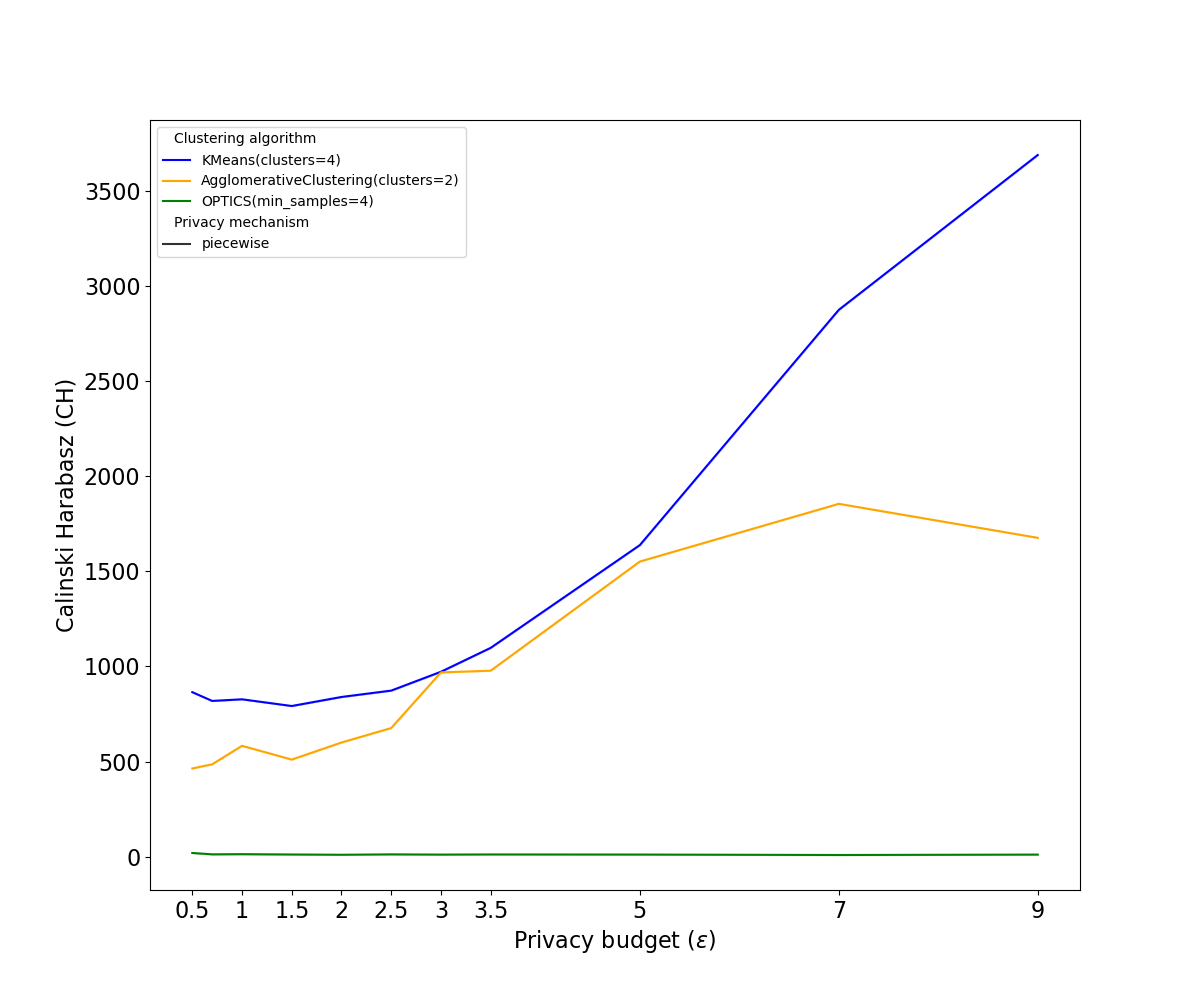 Clustering algorithm
KMeans(clusters=4)
AgglomerativeClustering(clusters=2)
OPTICS(min_samples=4)
Privacy mechanism
piecewise
Calinski Harabasz (CH)
3500
3000
2500
2000
1500
1000
500
0
0.5 1 1.5 2 2.5 3 3.5 5 7 9
Privacy budget (ε)